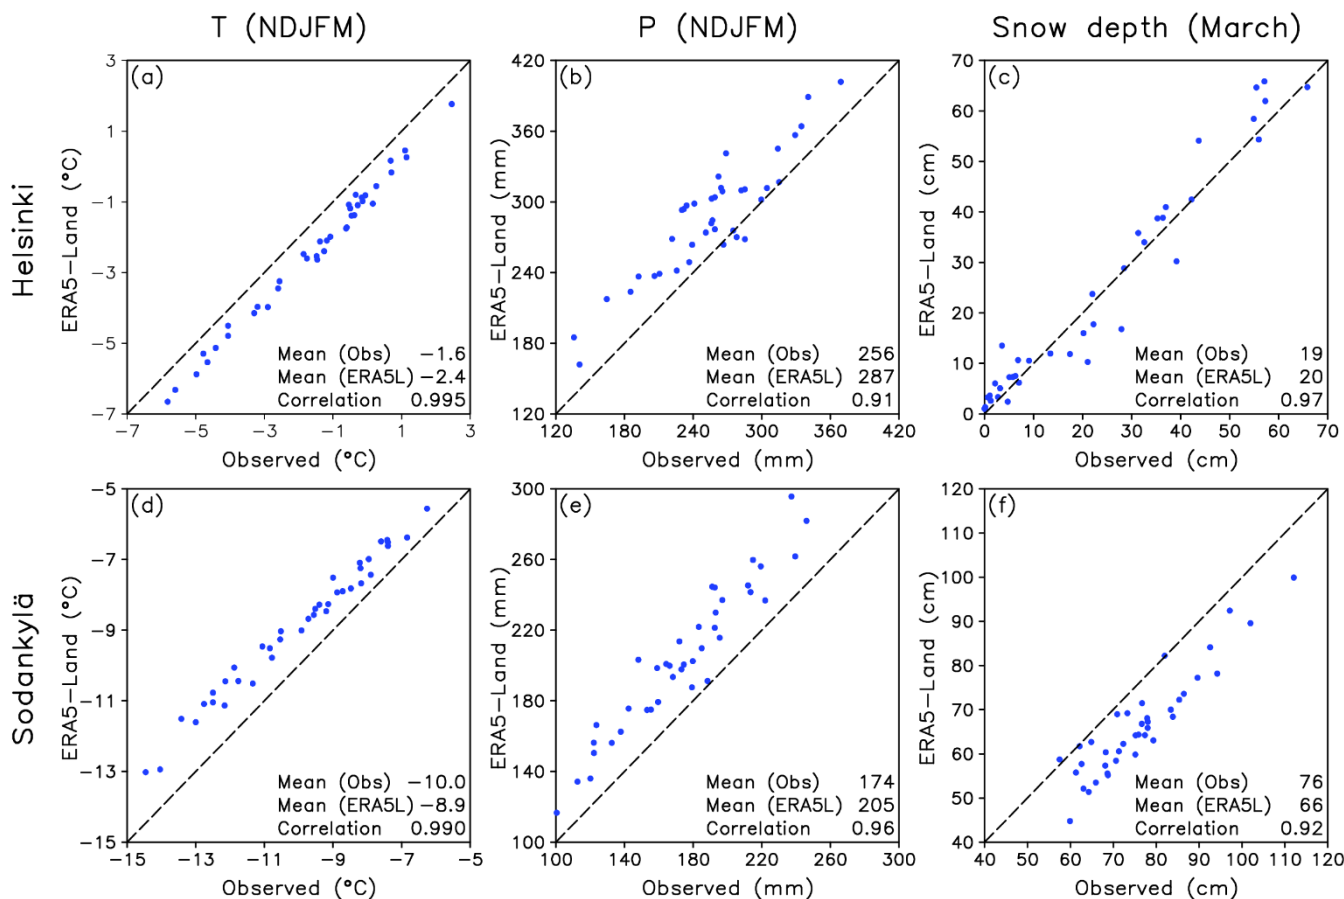 T (NDJFM)
P (NDJFM)
Snow depth (March)
Helsinki
(a)
ERA5-Land (°C)
3
1
−1
−3
−5
−7
Mean (Obs) −1.6
Mean (ERA5L) −2.4
Correlation 0.995
−7 −5 −3 −1 1 3
Observed (°C)
(b)
ERA5-Land (mm)
420
360
300
240
180
120
Mean (Obs) 256
Mean (ERA5L) 287
Correlation 0.91
120 180 240 300 360 420
Observed (mm)
(c)
ERA5-Land (cm)
70
60
50
40
30
20
10
0
Mean (Obs) 19
Mean (ERA5L) 20
Correlation 0.97
0 10 20 30 40 50 60 70
Observed (cm)
Sodankylä
(d)
ERA5-Land (°C)
−5
−7
−9
−11
−13
−15
Mean (Obs) −10.0
Mean (ERA5L) −8.9
Correlation 0.990
−15 −13 −11 −9 −7 −5
Observed (°C)
(e)
ERA5-Land (mm)
300
260
220
180
140
100
Mean (Obs) 174
Mean (ERA5L) 205
Correlation 0.96
100 140 180 220 260 300
Observed (mm)
(f)
ERA5-Land (cm)
120
110
100
90
80
70
60
50
40
Mean (Obs) 76
Mean (ERA5L) 66
Correlation 0.92
40 50 60 70 80 90 100 110 120
Observed (cm)